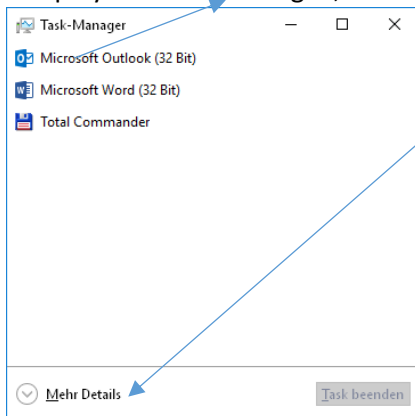 Task-Manager
Microsoft Outlook (32 Bit)
Microsoft Word (32 Bit)
Total Commander
Mehr Details
Task beenden